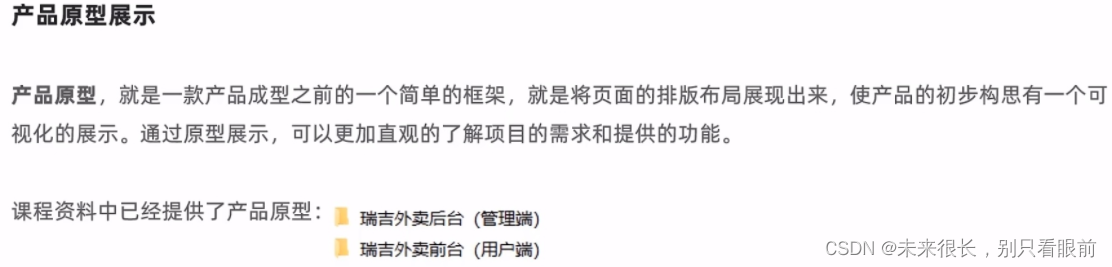 产品原型展示
产品原型，就是一款产品成型之前的一个简单的框架，就是将页面的排版布局展现出来，使产品的初步构思有一个可
视化的展示。通过原型展示，可以更加直观的了解项目的需求和提供的功能。
课程资料中已经提供了产品原型：
瑞吉外卖后台（管理端）
瑞吉外卖前台（用户端）
CSDN @未来很长，别只看眼前